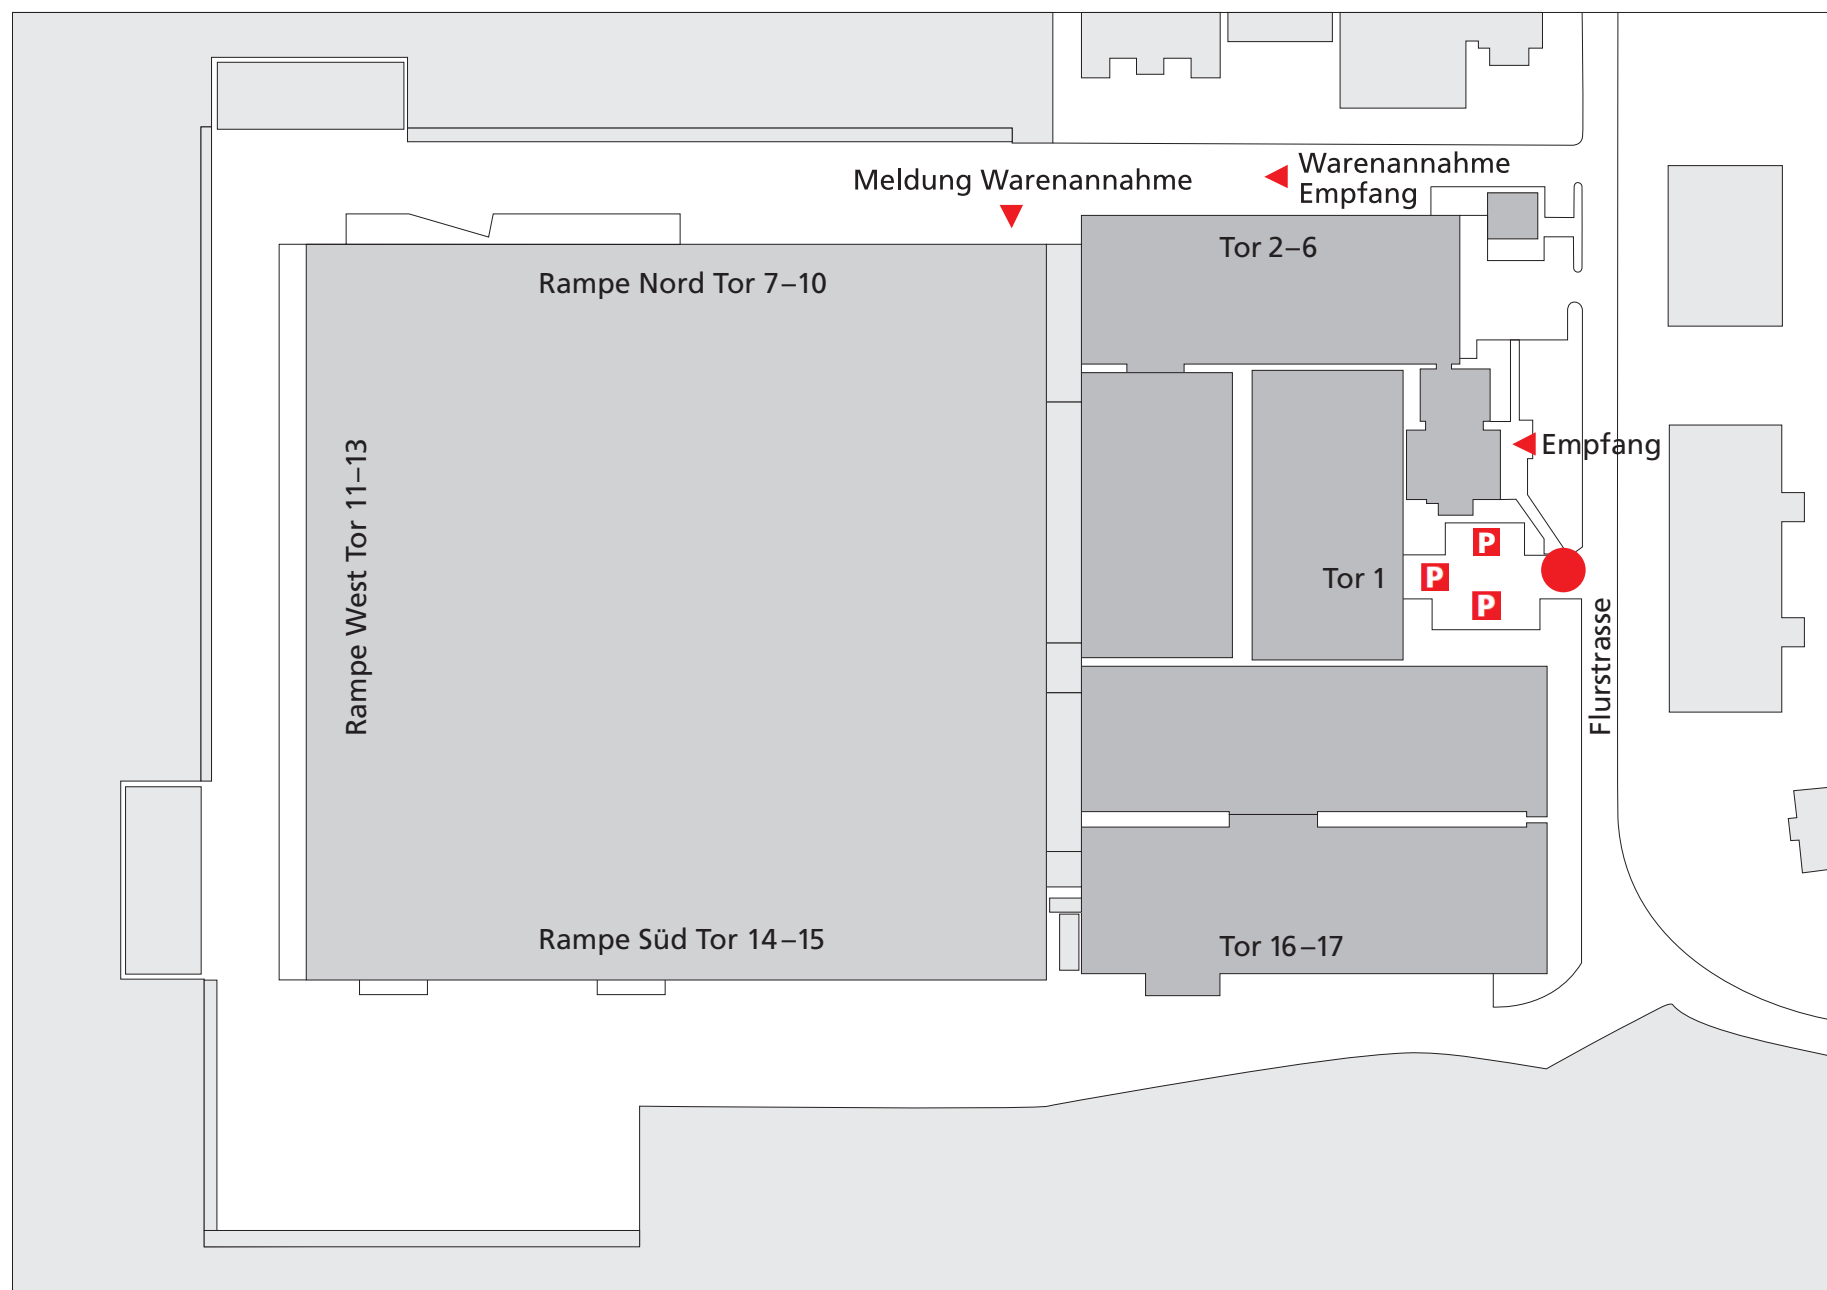 Warenannahme
Empfang
Meldung Warenannahme
Tor 2–6
Rampe Nord Tor 7–10
Empfang
Rampe West Tor 11–13
P
P
Tor 1
P
Flurstrasse
Rampe Süd Tor 14–15
Tor 16–17